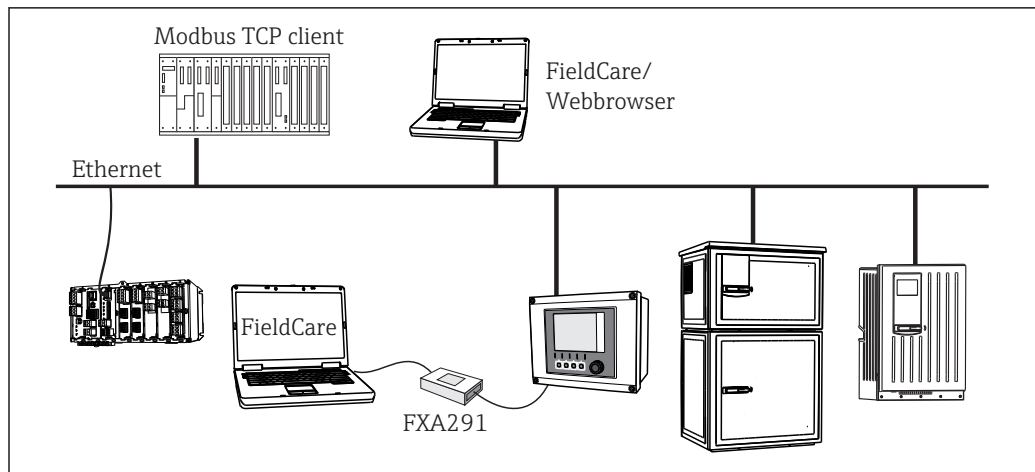 Modbus TCP client
FieldCare/
Webbrowser
Ethernet
FieldCare
FXA291